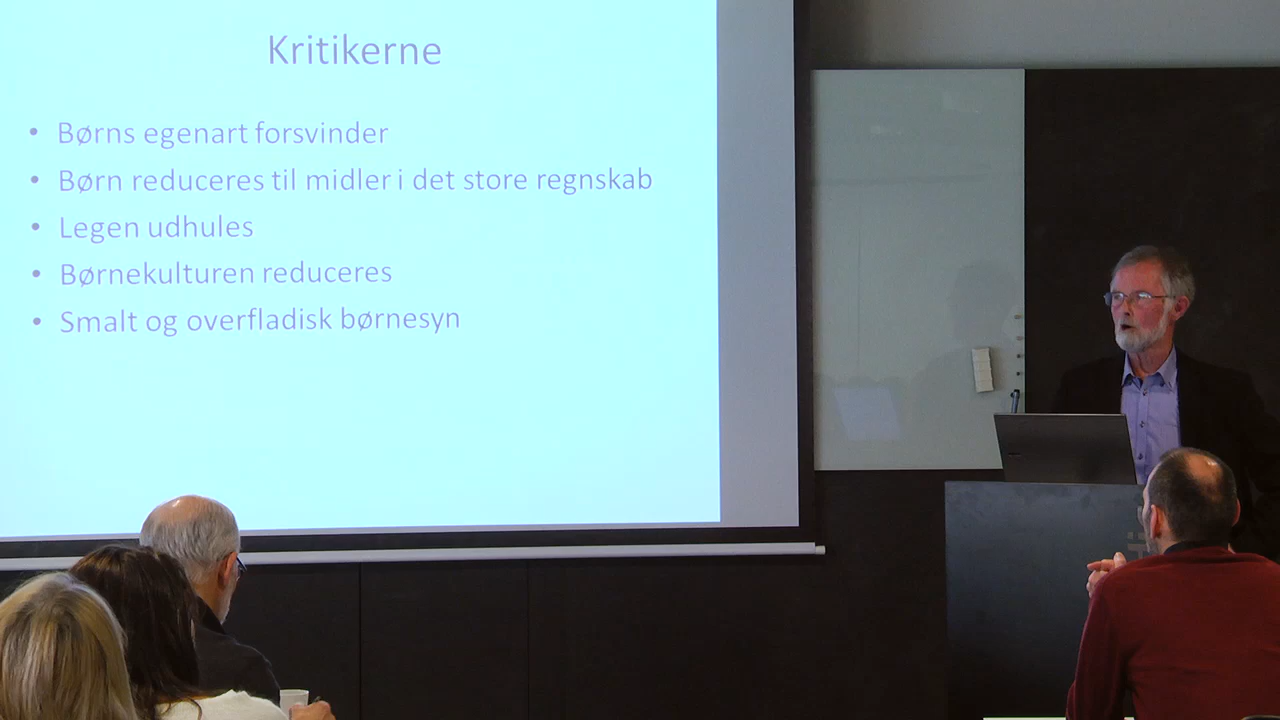 Kritikerne
• Børns egenart forsvinder
• Børn reduceres til midler i det store regnskab
• Legen udhules
• Børnekulturen reduceres
• Smalt og overfladisk børnesyn